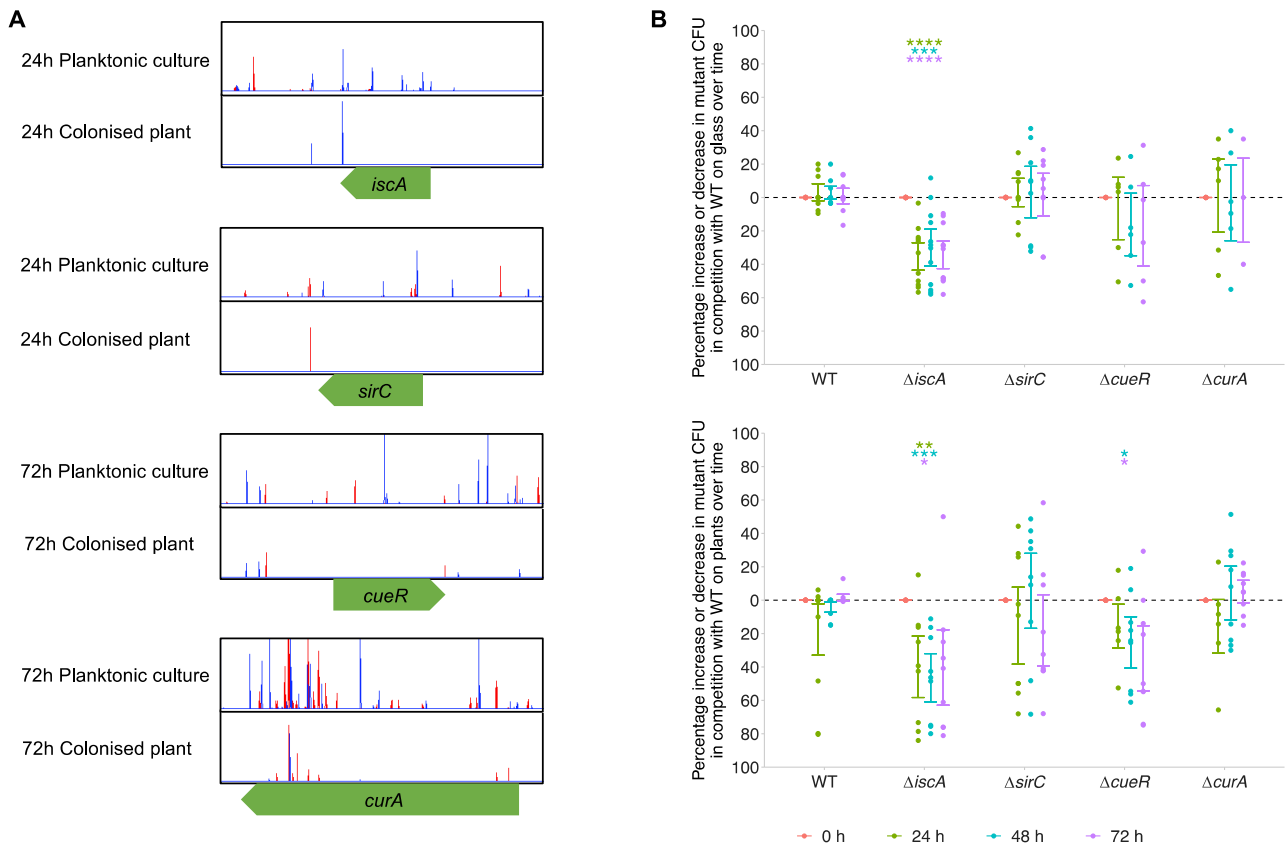 A
24h Planktonic culture
24h Colonised plant
iscA
24h Planktonic culture
24h Colonised plant
sirC
72h Planktonic culture
72h Colonised plant
cueR
72h Planktonic culture
72h Colonised plant
curA
B
Percentage increase or decrease in mutant CFU
in competition with WT on glass over time
100
80
60
40
20
0
20
40
60
80
100
****
***
****
WT
ΔiscA
ΔsirC
ΔcueR
ΔcurA
Percentage increase or decrease in mutant CFU
in competition with WT on plants over time
100
80
60
40
20
0
20
40
60
80
100
**
***
*
*
*
WT
ΔiscA
ΔsirC
ΔcueR
ΔcurA
0 h
24 h
48 h
72 h